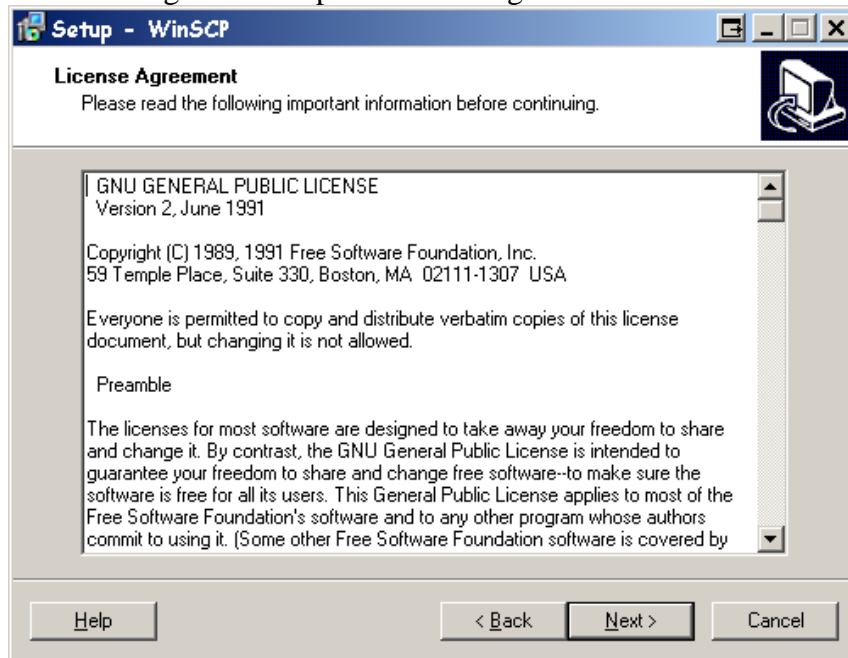 Setup - WinSCP
License Agreement
Please read the following important information before continuing.
GNU GENERAL PUBLIC LICENSE
Version 2, June 1991
Copyright (C) 1989, 1991 Free Software Foundation, Inc.
59 Temple Place, Suite 330, Boston, MA  02111-1307  USA
Everyone is permitted to copy and distribute verbatim copies of this license
document, but changing it is not allowed.
Preamble
The licenses for most software are designed to take away your freedom to share
and change it. By contrast, the GNU General Public License is intended to
guarantee your freedom to share and change free software--to make sure the
software is free for all its users. This General Public License applies to most of the
Free Software Foundation's software and to any other program whose authors
commit to using it. (Some other Free Software Foundation software is covered by
Help
< Back
Next >
Cancel